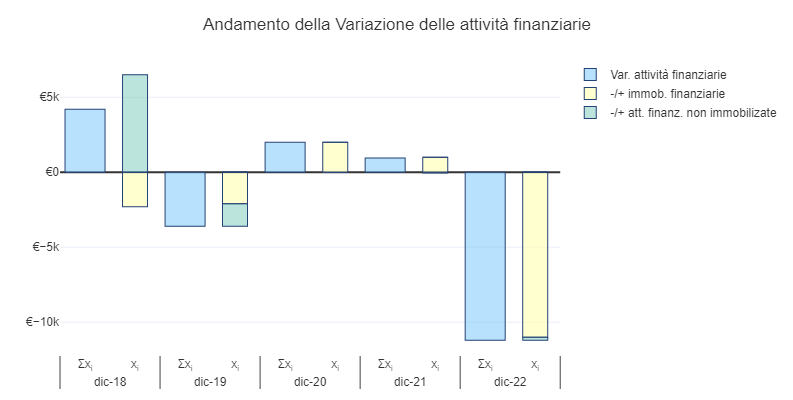 Andamento della Variazione delle attività finanziarie
Var. attività finanziarie
-/+ immob. finanziarie
-/+ att. finanz. non immobilizzate
€5k
€0
€−5k
€−10k
Σxi xi Σxi xi Σxi xi Σxi xi Σxi xi
dic-18 dic-19 dic-20 dic-21 dic-22